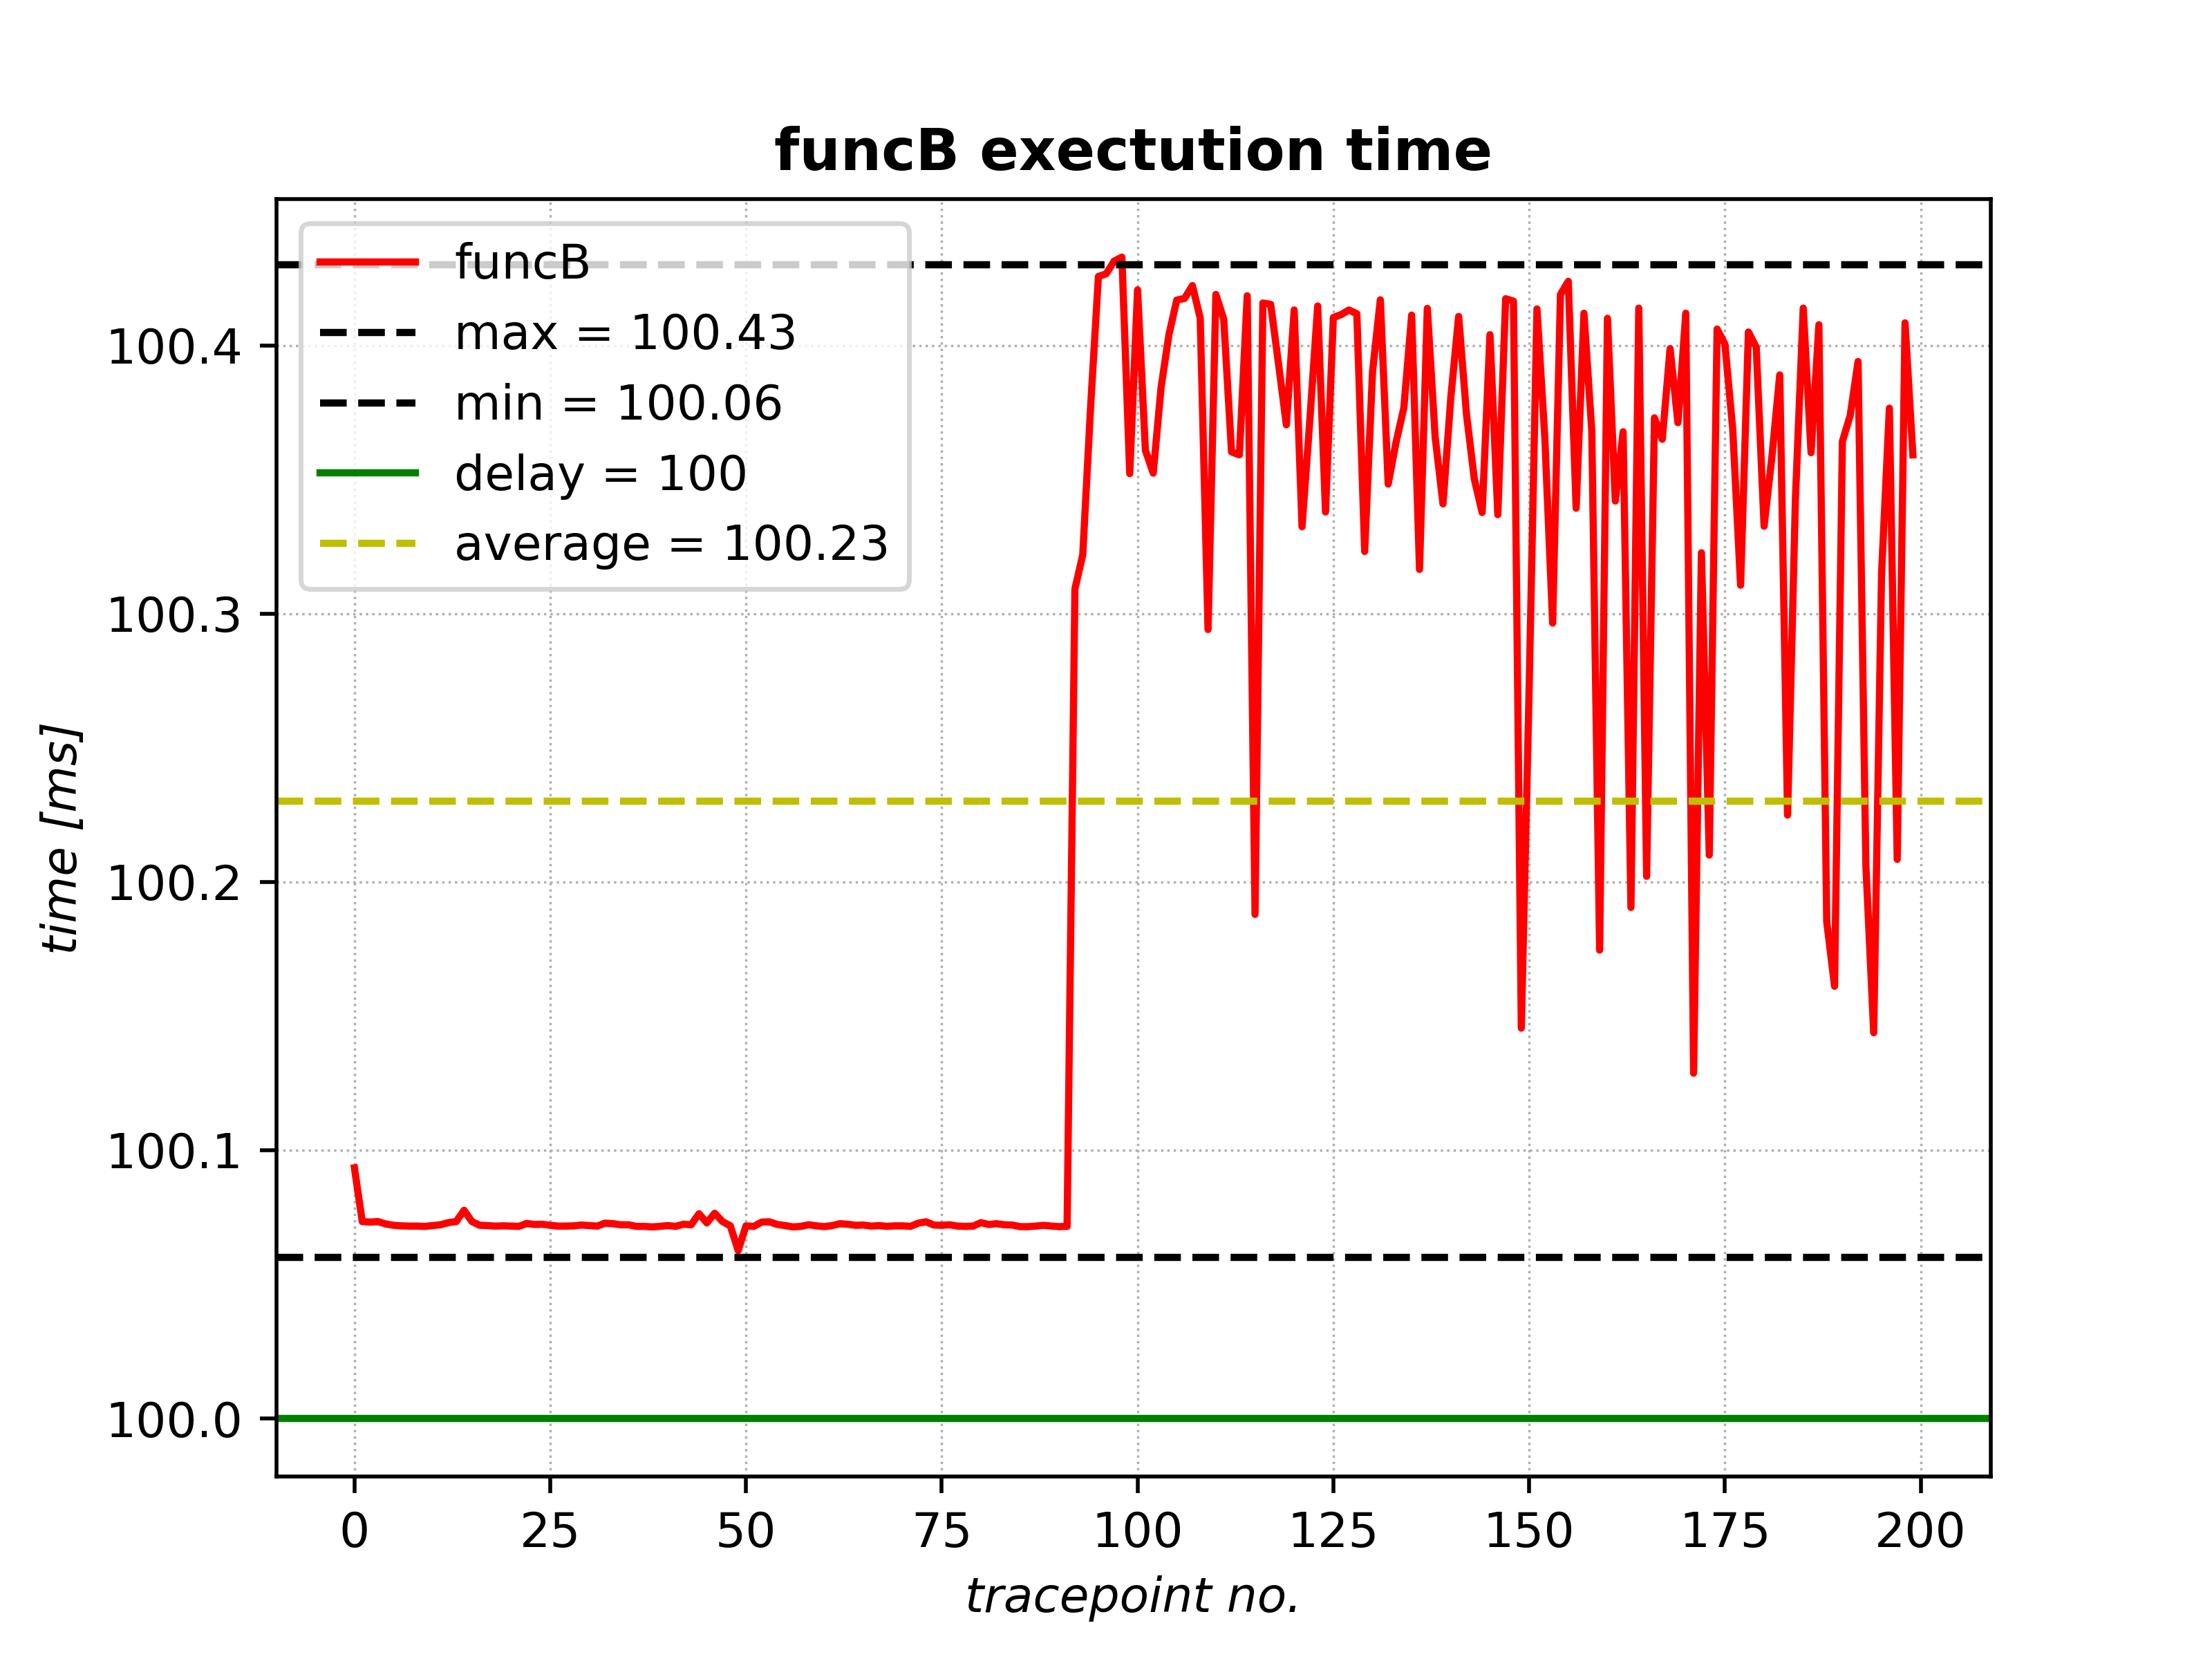 funcB exectution time
funcB
max = 100.43
min = 100.06
delay = 100
average = 100.23
100.4
100.3
100.2
100.1
100.0
time [ms]
0 25 50 75 100 125 150 175 200
tracepoint no.